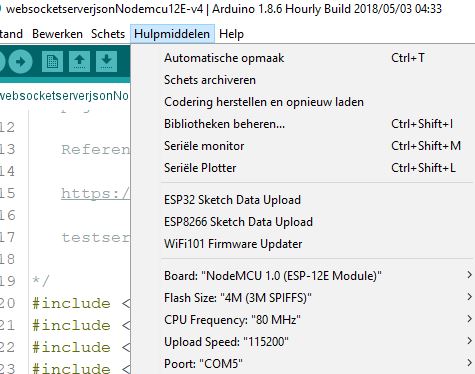 websocketserverjsonNodemcu12E-v4 | Arduino 1.8.6 Hourly Build 2018/05/03 04:33
stand Bewerken Schets Hulpmiddelen Help
websocketserverjsonNo
Automatische opmaak Ctrl+T
Schets archiveren
Codering herstellen en opnieuw laden
Bibliotheken beheren... Ctrl+Shift+I
Seriële monitor Ctrl+Shift+M
Seriële Plotter Ctrl+Shift+L
ESP32 Sketch Data Upload
ESP8266 Sketch Data Upload
WiFi101 Firmware Updater
Board: "NodeMCU 1.0 (ESP-12E Module)"
Flash Size: "4M (3M SPIFFS)"
CPU Frequency: "80 MHz"
Upload Speed: "115200"
Poort: "COM5"
12
13 Referen
14
15 https:/
16
17 testser
18
19 */
20 #include <
21 #include <
22 #include <
23 #include <